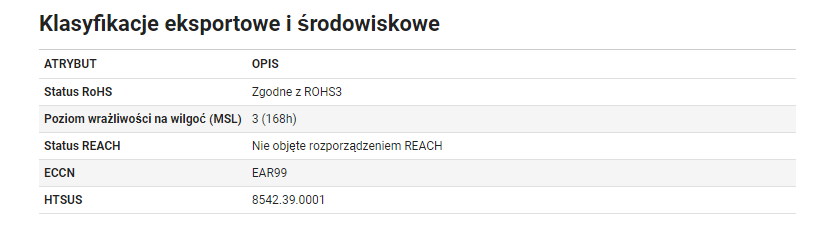 Klasyfikacje eksportowe i środowiskowe
ATRYBUT OPIS
Status RoHS Zgodne z ROHS3
Poziom wrażliwości na wilgoć (MSL) 3 (168h)
Status REACH Nie objęte rozporządzeniem REACH
ECCN EAR99
HTSUS 8542.39.0001